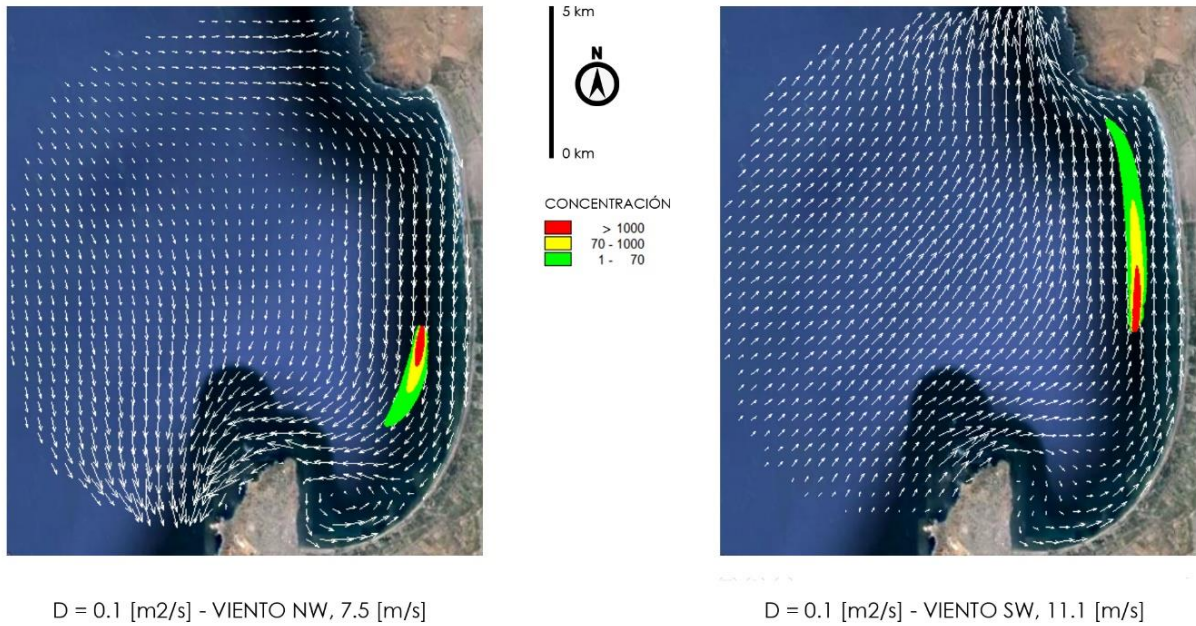 5 km
N
0 km
CONCENTRACIÓN
> 1000
70 - 1000
1 - 70
D = 0.1 [m2/s] - VIENTO NW, 7.5 [m/s]
D = 0.1 [m2/s] - VIENTO SW, 11.1 [m/s]